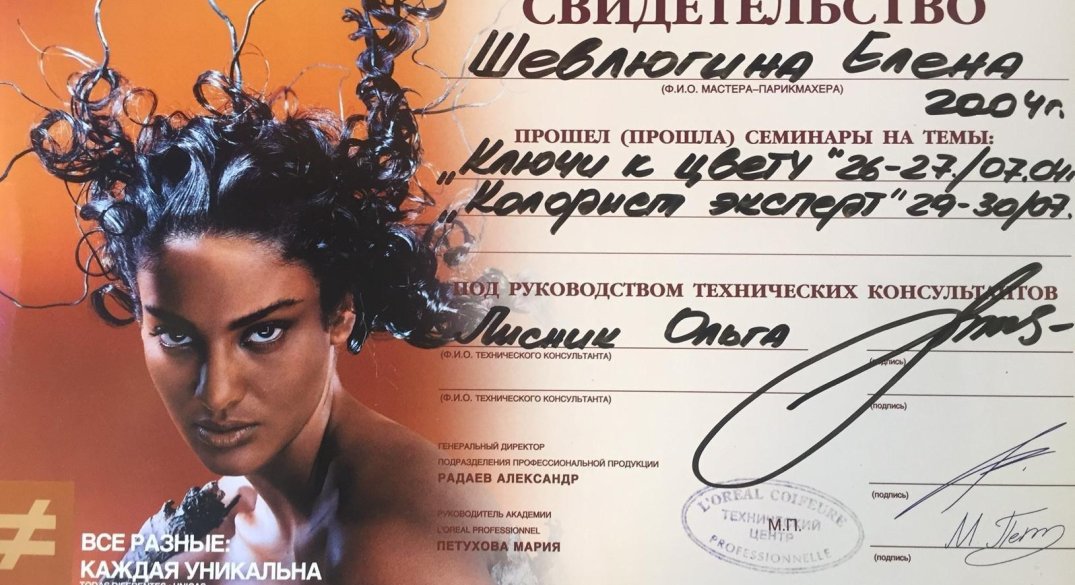 СВИДЕТЕЛЬСТВО
Шевлюгина Елена
(Ф.И.О. МАСТЕРА-ПАРИКМАХЕРА)
2004г.
ПРОШЕЛ (ПРОШЛА) СЕМИНАРЫ НА ТЕМЫ:
„Ключи к цвету" 26-27./07.04г.
„Колорист эксперт" 29-30/07.
ПОД РУКОВОДСТВОМ ТЕХНИЧЕСКИХ КОНСУЛЬТАНТОВ
Лисник Ольга
(Ф.И.О. ТЕХНИЧЕСКОГО КОНСУЛЬТАНТА)
(подпись)
(Ф.И.О. ТЕХНИЧЕСКОГО КОНСУЛЬТАНТА)
(подпись)
ГЕНЕРАЛЬНЫЙ ДИРЕКТОР
ПОДРАЗДЕЛЕНИЯ ПРОФЕССИОНАЛЬНОЙ ПРОДУКЦИИ
РАДАЕВ АЛЕКСАНДР
(подпись)
РУКОВОДИТЕЛЬ АКАДЕМИИ
L'OREAL PROFESSIONNEL
ПЕТУХОВА МАРИЯ
(подпись)
L'OREAL COIFFURE
ТЕХНИЧЕСКИЙ
М.П.
ЦЕНТР
PROFESSIONNELLE
≠
ВСЕ РАЗНЫЕ:
КАЖДАЯ УНИКАЛЬНА